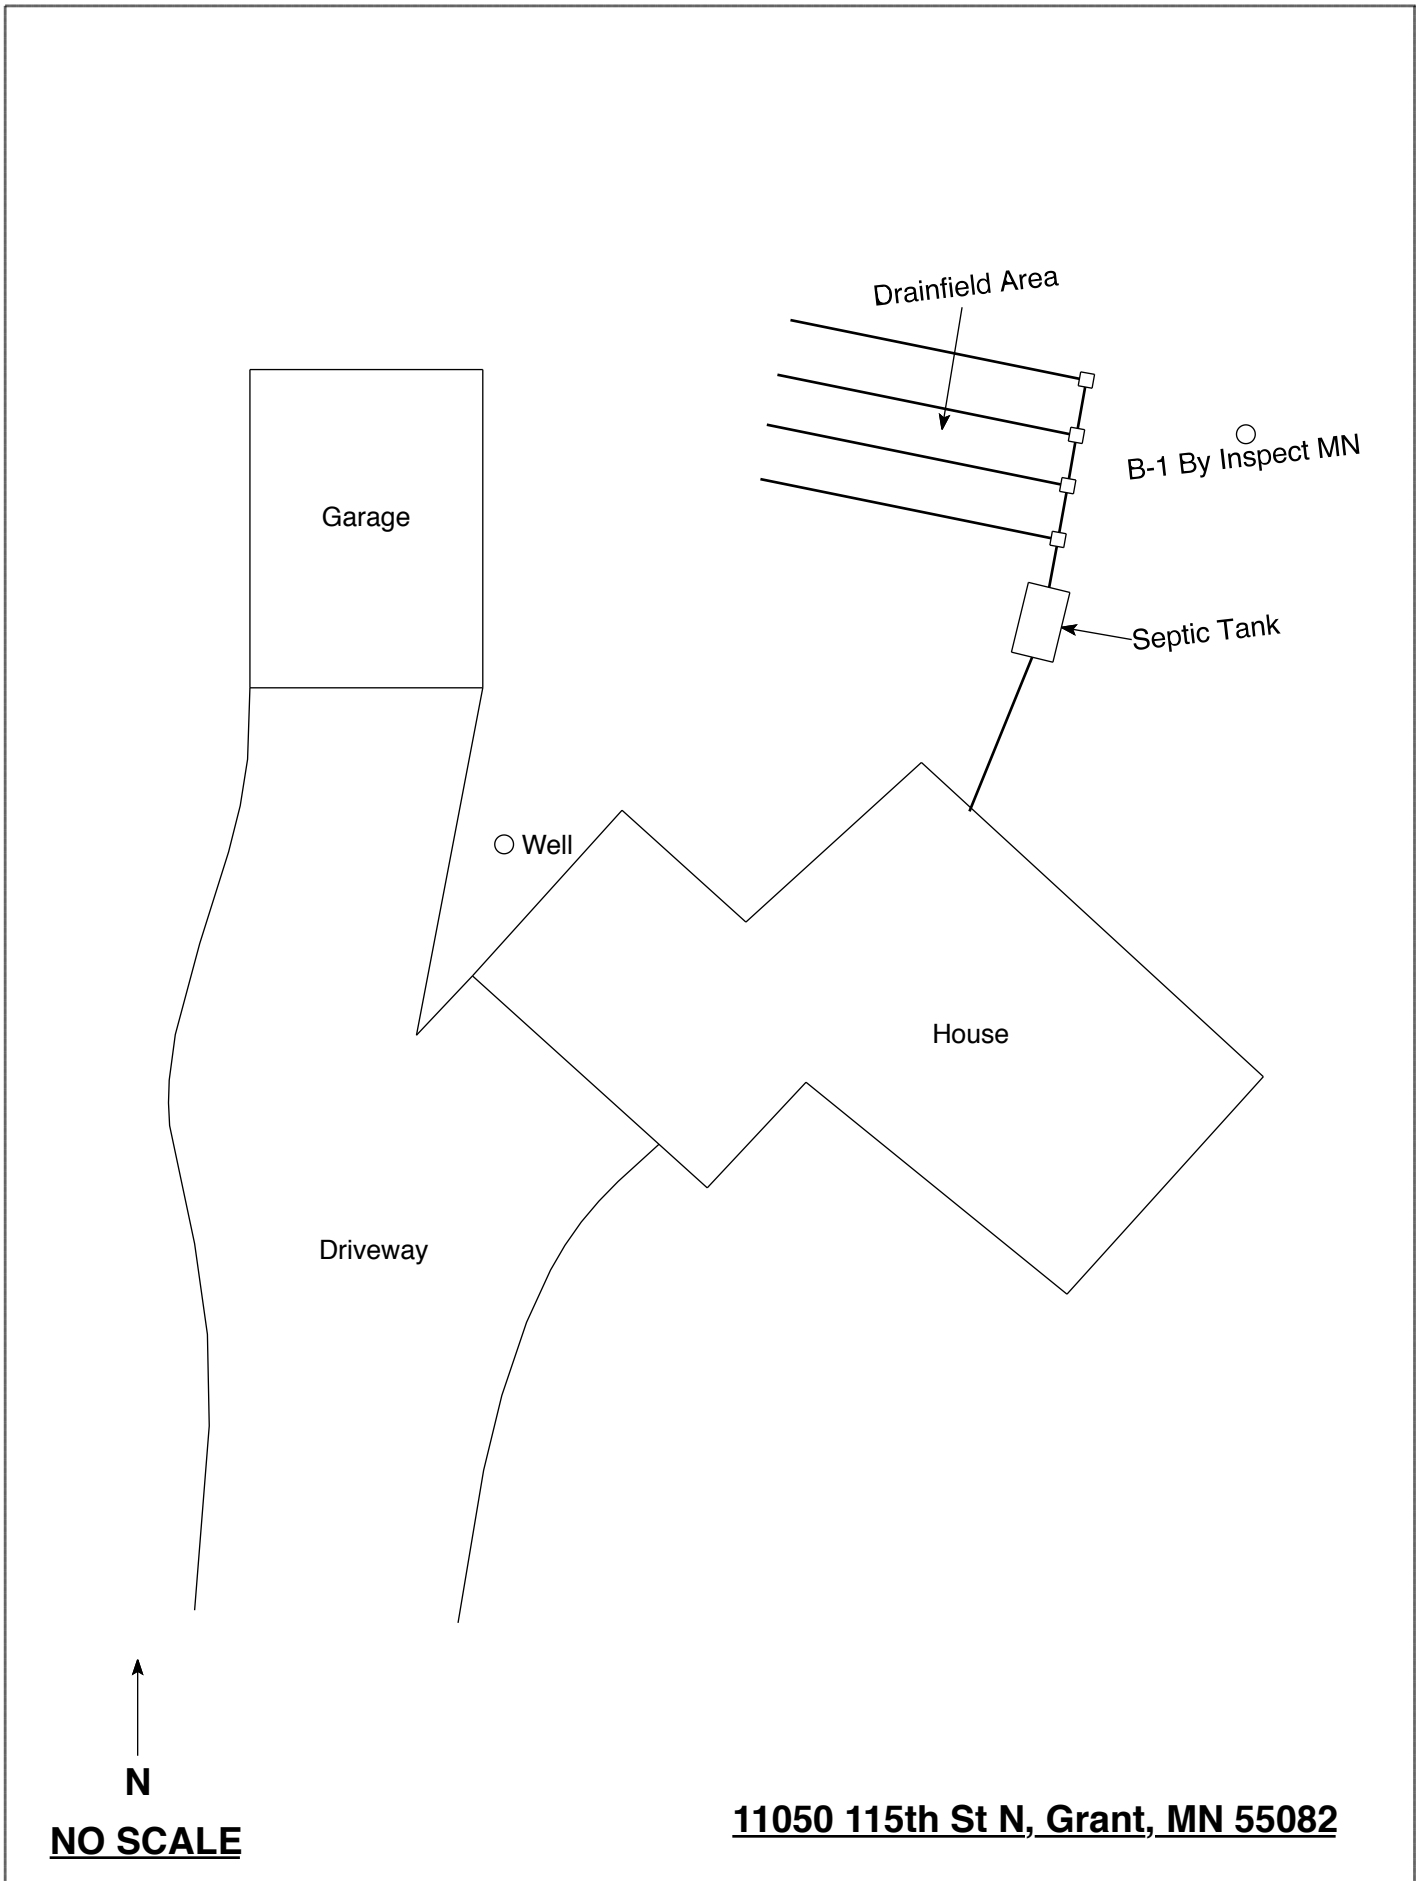 Drainfield Area
B-1 By Inspect MN
Garage
Septic Tank
Well
House
Driveway
N
NO SCALE
11050 115th St N, Grant, MN 55082